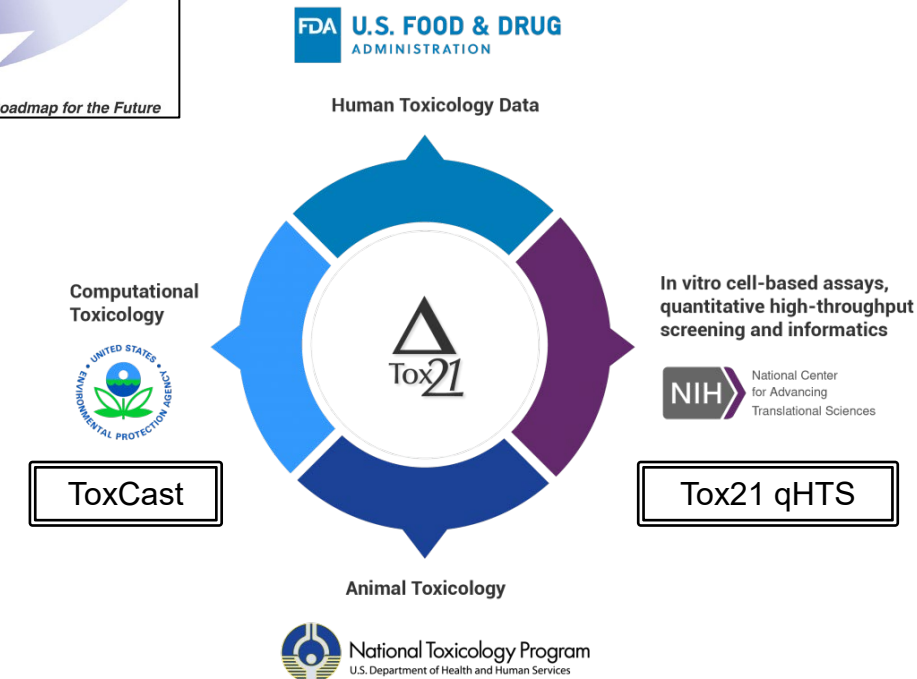 FDA U.S. FOOD & DRUG
ADMINISTRATION
oadmap for the Future
Human Toxicology Data
Computational
Toxicology
UNITED STATES
ENVIRONMENTAL PROTECTION AGENCY
ToxCast
Tox21
In vitro cell-based assays,
quantitative high-throughput
screening and informatics
NIH
National Center
for Advancing
Translational Sciences
Tox21 qHTS
Animal Toxicology
National Toxicology Program
U.S. Department of Health and Human Services